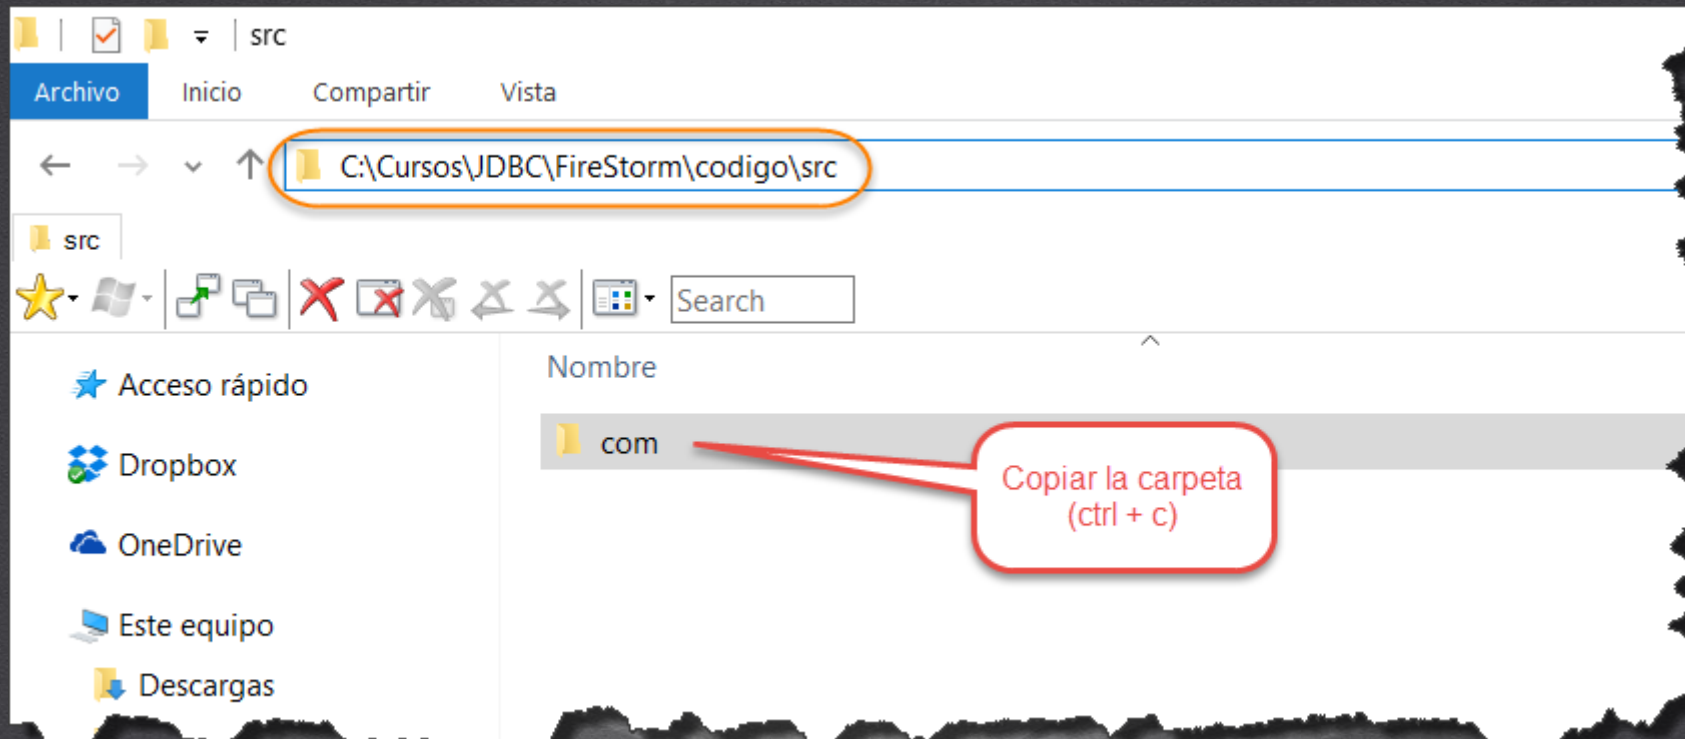 src
Archivo Inicio Compartir Vista
C:\Cursos\JDBC\FireStorm\codigo\src
src
Search
Nombre
Acceso rápido
com
Copiar la carpeta
(ctrl + c)
Dropbox
OneDrive
Este equipo
Descargas